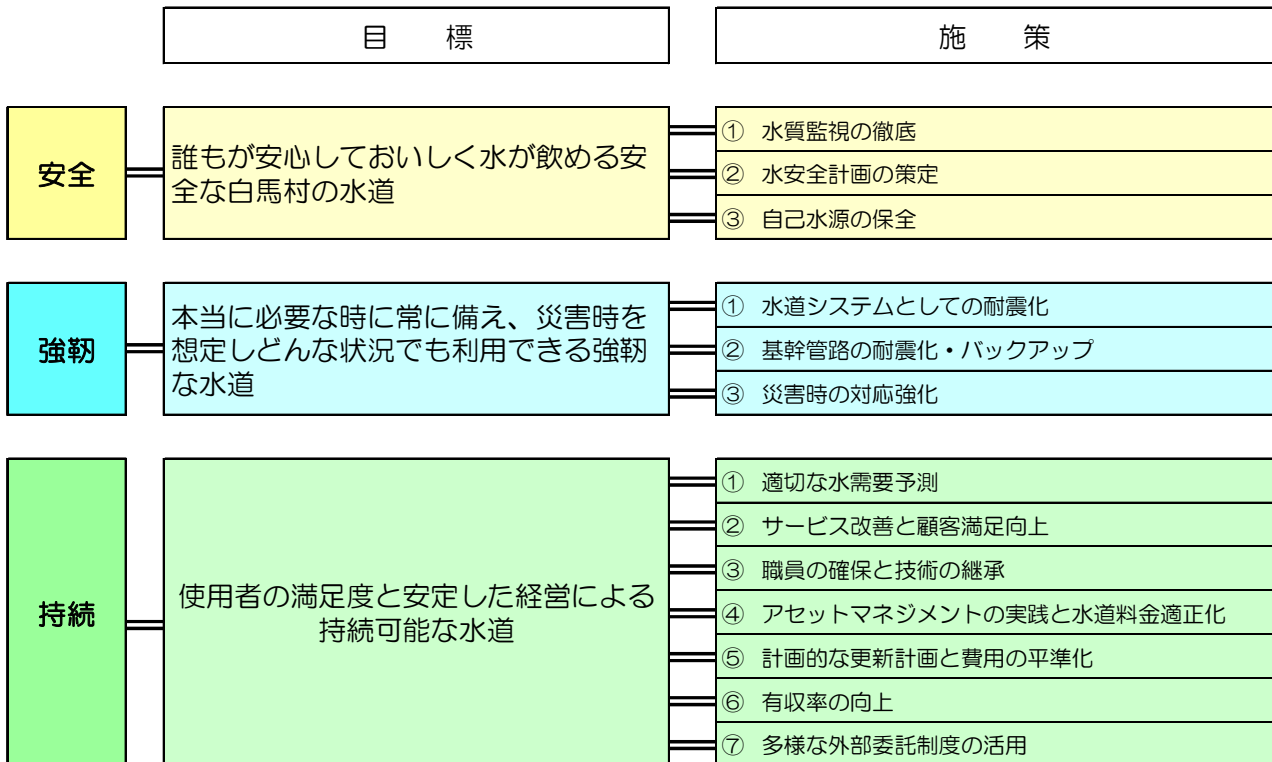 目 標
施 策
安全
誰もが安心しておいしく水が飲める安
全な白馬村の水道
① 水質監視の徹底
② 水安全計画の策定
③ 自己水源の保全
強靭
本当に必要な時に常に備え、災害時を
想定しどんな状況でも利用できる強靭
な水道
① 水道システムとしての耐震化
② 基幹管路の耐震化・バックアップ
③ 災害時の対応強化
持続
使用者の満足度と安定した経営による
持続可能な水道
① 適切な水需要予測
② サービス改善と顧客満足向上
③ 職員の確保と技術の継承
④ アセットマネジメントの実践と水道料金適正化
⑤ 計画的な更新計画と費用の平準化
⑥ 有収率の向上
⑦ 多様な外部委託制度の活用